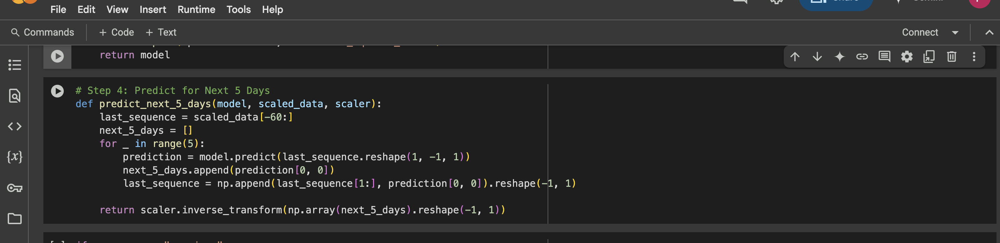 File Edit View Insert Runtime Tools Help
Commands + Code + Text Connect
return model
# Step 4: Predict for Next 5 Days
def predict_next_5_days(model, scaled_data, scaler):
    last_sequence = scaled_data[-60:]
    next_5_days = []
    for _ in range(5):
        prediction = model.predict(last_sequence.reshape(1, -1, 1))
        next_5_days.append(prediction[0, 0])
        last_sequence = np.append(last_sequence[1:], prediction[0, 0]).reshape(-1, 1)
    return scaler.inverse_transform(np.array(next_5_days).reshape(-1, 1))